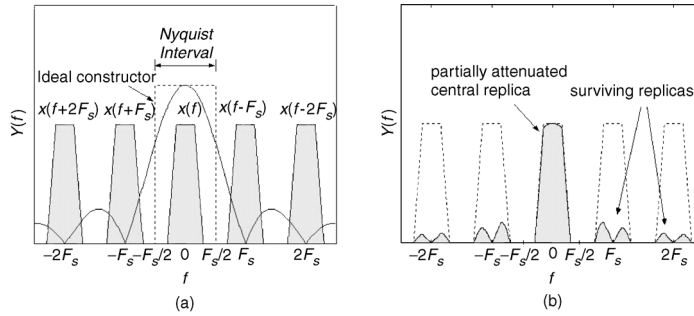 Nyquist
Interval
Ideal constructor
x(f+2Fs) x(f+Fs) x(f) x(f-Fs) x(f-2Fs)
Y(f)
−2Fs −Fs −Fs/2 0 Fs/2 Fs 2Fs
f
(a)
partially attenuated
central replica
surviving replicas
Y(f)
−2Fs −Fs −Fs/2 0 Fs/2 Fs 2Fs
f
(b)